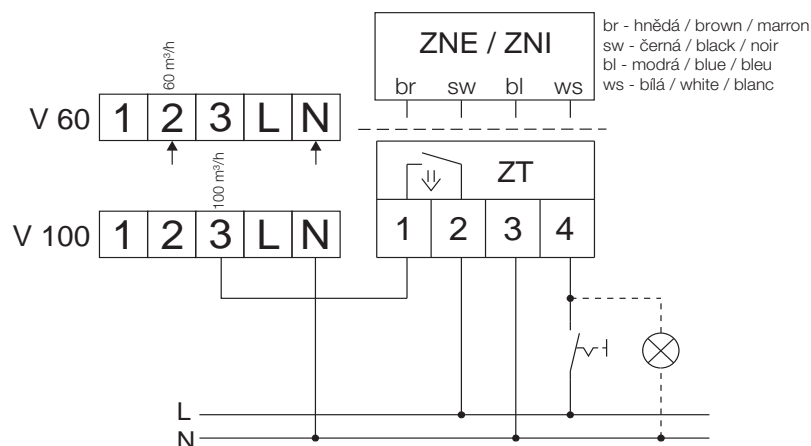 ZNE / ZNI
br sw bl ws
br - hnědá / brown / marron
sw - černá / black / noir
bl - modrá / blue / bleu
ws - bílá / white / blanc
60 m³/h
V 60 1 2 3 L N
100 m³/h
ZT
V 100 1 2 3 L N
1 2 3 4
L
N